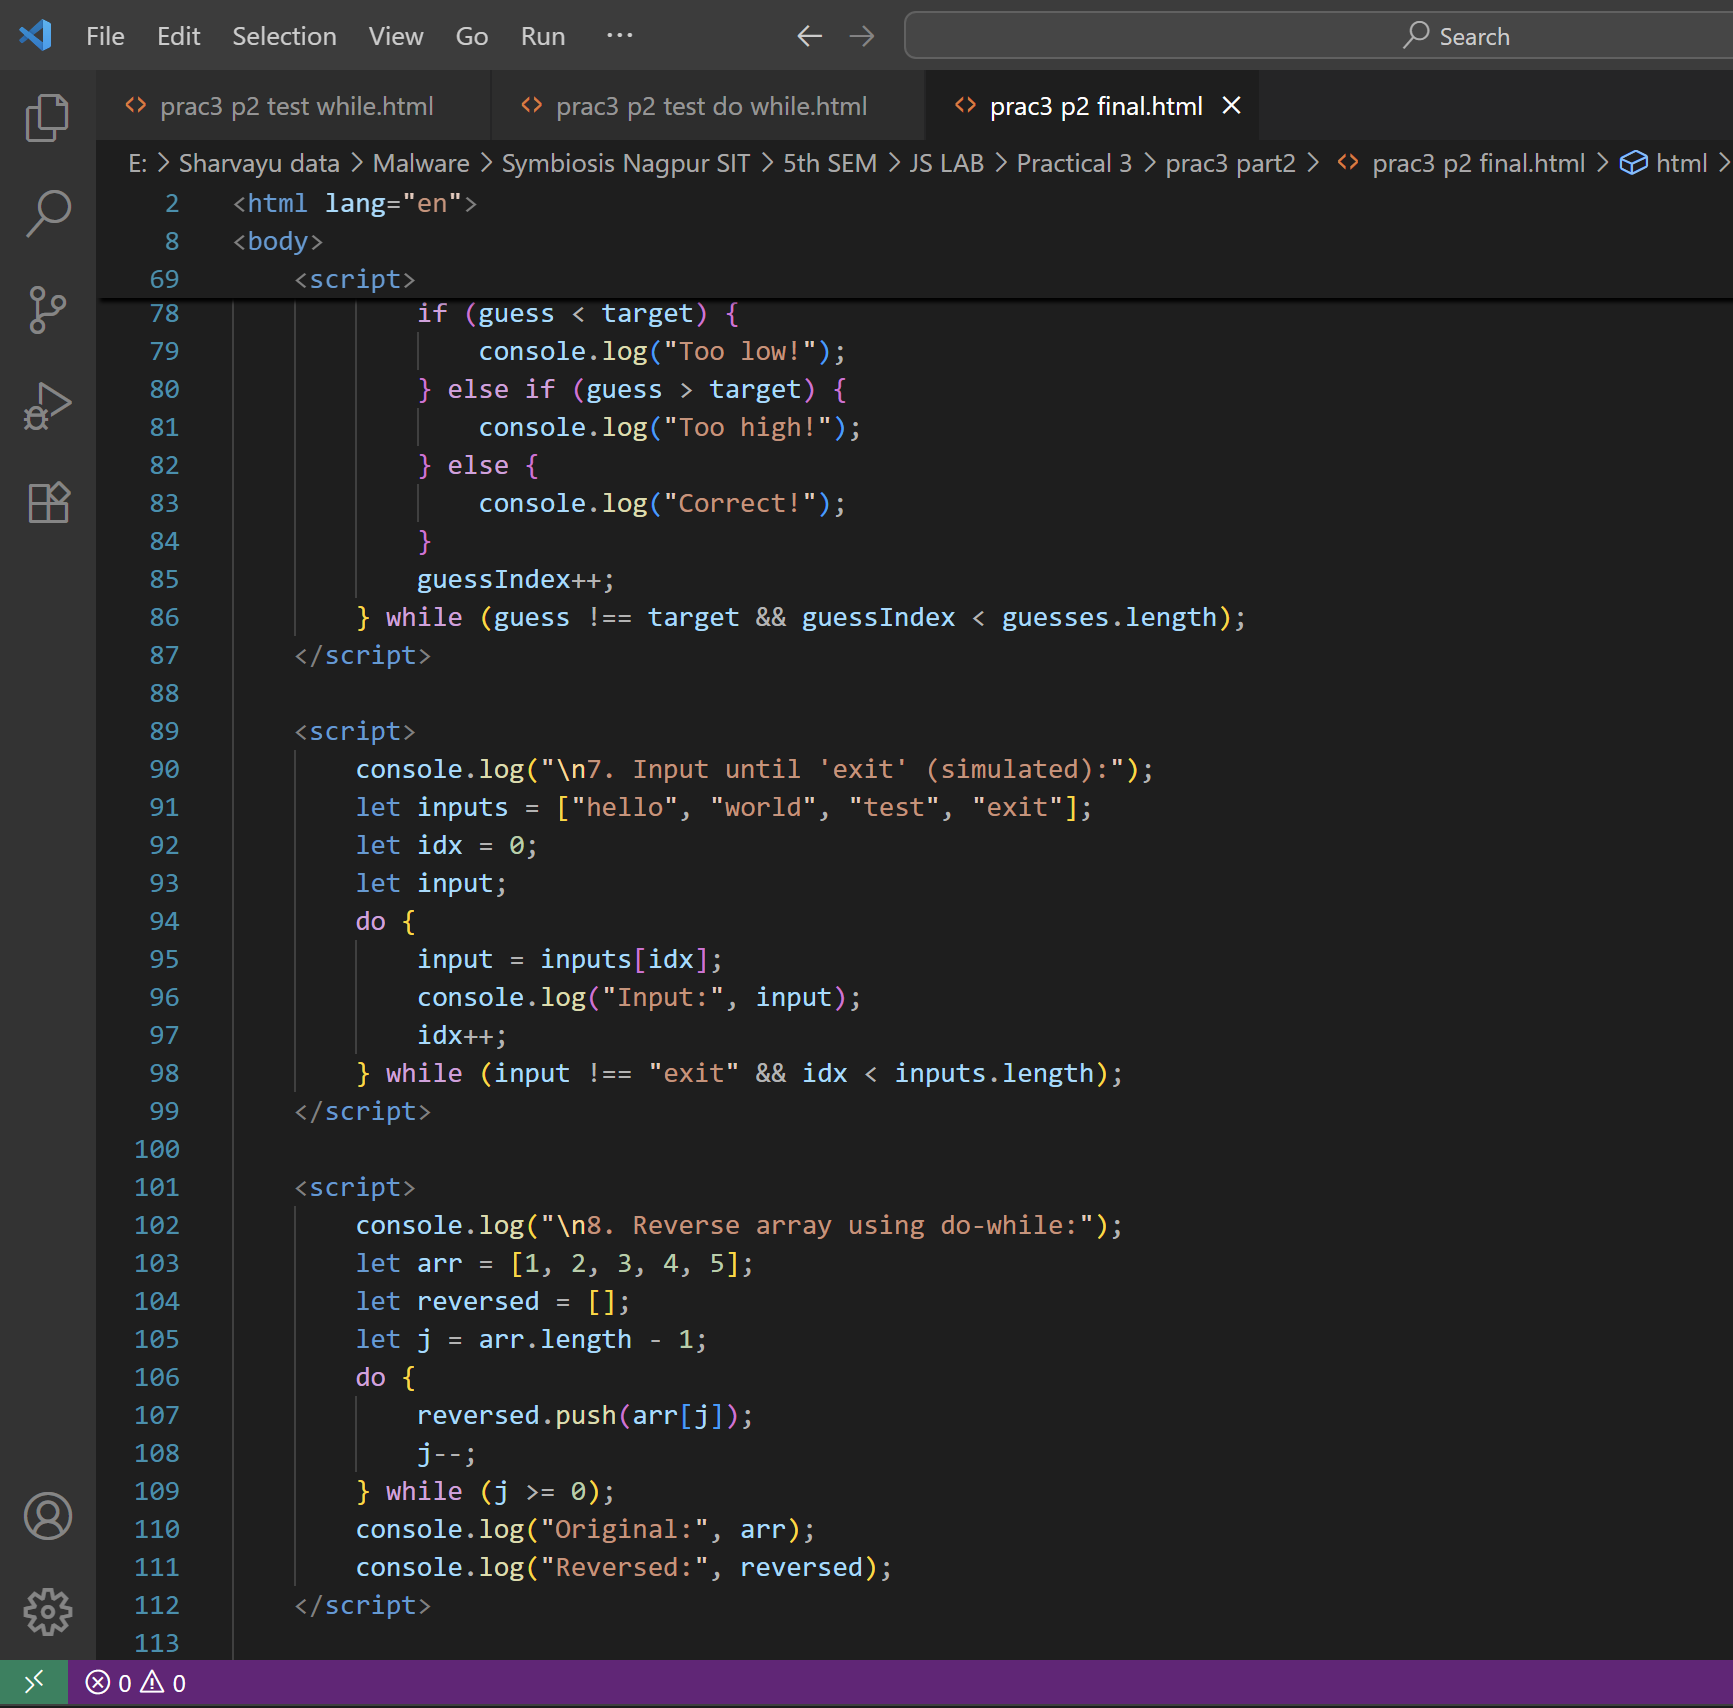 File Edit Selection View Go Run ··· ← → Search
prac3 p2 test while.html prac3 p2 test do while.html prac3 p2 final.html
E: > Sharvayu data > Malware > Symbiosis Nagpur SIT > 5th SEM > JS LAB > Practical 3 > prac3 part2 > prac3 p2 final.html > html >
2 <html lang="en">
8 <body>
69 <script>
78 if (guess < target) {
79 console.log("Too low!");
80 } else if (guess > target) {
81 console.log("Too high!");
82 } else {
83 console.log("Correct!");
84 }
85 guessIndex++;
86 } while (guess !== target && guessIndex < guesses.length);
87 </script>
88
89 <script>
90 console.log("\n7. Input until 'exit' (simulated):");
91 let inputs = ["hello", "world", "test", "exit"];
92 let idx = 0;
93 let input;
94 do {
95 input = inputs[idx];
96 console.log("Input:", input);
97 idx++;
98 } while (input !== "exit" && idx < inputs.length);
99 </script>
100
101 <script>
102 console.log("\n8. Reverse array using do-while:");
103 let arr = [1, 2, 3, 4, 5];
104 let reversed = [];
105 let j = arr.length - 1;
106 do {
107 reversed.push(arr[j]);
108 j--;
109 } while (j >= 0);
110 console.log("Original:", arr);
111 console.log("Reversed:", reversed);
112 </script>
113
0 0